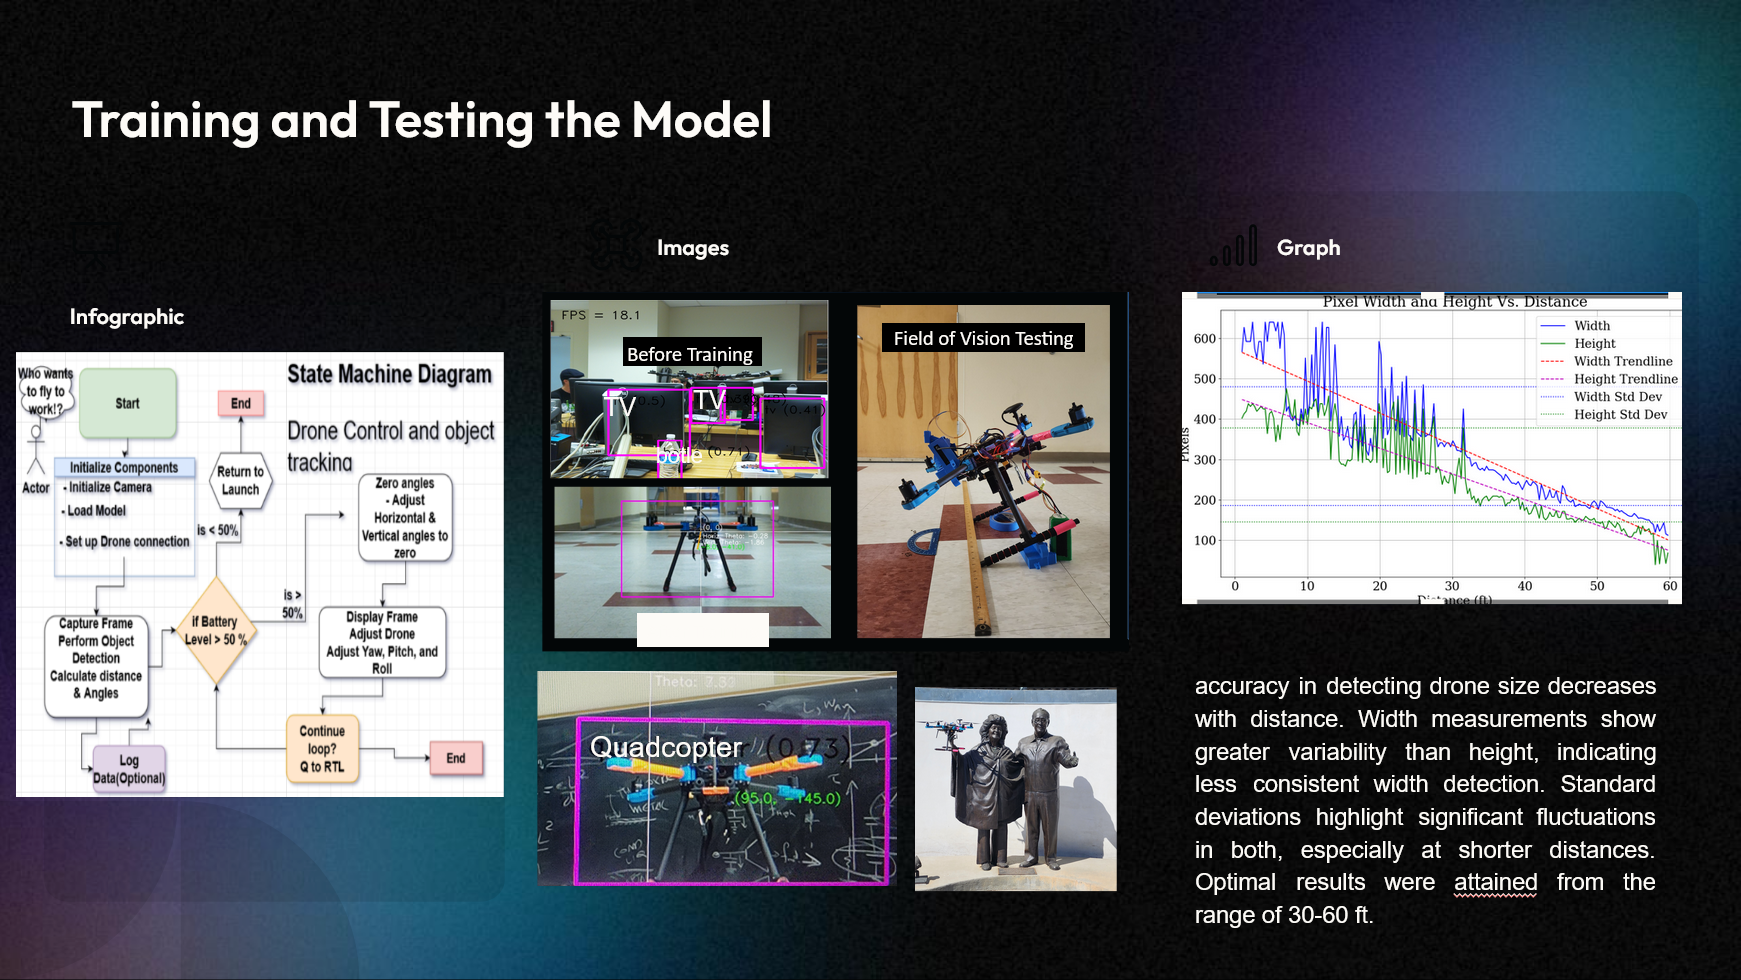 Training and Testing the Model
Infographic
Who wants
to fly to
work!?
Actor
Start
End
State Machine Diagram
Drone Control and object
tracking
Initialize Components
- Initialize Camera
- Load Model
- Set up Drone connection
Return to
Launch
is < 50%
is >
50%
Zero angles
- Adjust
Horizontal &
Vertical angles to
zero
Capture Frame
Perform Object
Detection
Calculate distance
& Angles
if Battery
Level > 50 %
Display Frame
Adjust Drone
Adjust Yaw, Pitch, and
Roll
Log
Data(Optional)
Continue
loop?
Q to RTL
End
Images
FPS = 18.1
Before Training
TV
TV
(0.41)
(0.71)
Field of Vision Testing
Theta:
Quadcopter
(0.73)
(95.0, -145.0)
Graph
Pixel Width and Height Vs. Distance
Width
Height
Width Trendline
Height Trendline
Width Std Dev
Height Std Dev
Pixels
600
500
400
300
200
100
0 10 20 30 40 50 60
Distance (ft)
accuracy in detecting drone size decreases
with distance. Width measurements show
greater variability than height, indicating
less consistent width detection. Standard
deviations highlight significant fluctuations
in both, especially at shorter distances.
Optimal results were attained from the
range of 30-60 ft.